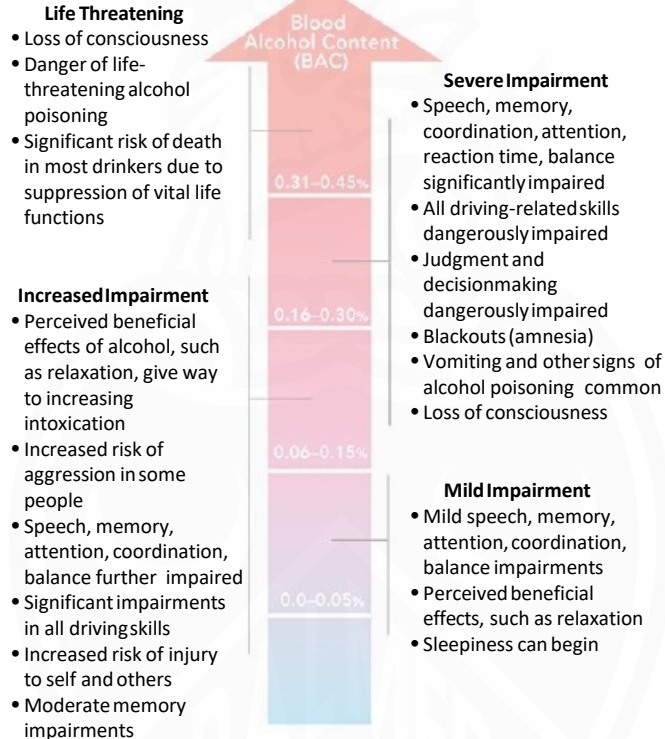 Life Threatening
• Loss of consciousness
• Danger of life-
threatening alcohol
poisoning
• Significant risk of death
in most drinkers due to
suppression of vital life
functions
Increased Impairment
• Perceived beneficial
effects of alcohol, such
as relaxation, give way
to increasing
intoxication
• Increased risk of
aggression in some
people
• Speech, memory,
attention, coordination,
balance further impaired
• Significant impairments
in all driving skills
• Increased risk of injury
to self and others
• Moderate memory
impairments
Blood
Alcohol Content
(BAC)
0.31–0.45%
0.16–0.30%
0.06–0.15%
0.0–0.05%
Severe Impairment
• Speech, memory,
coordination, attention,
reaction time, balance
significantly impaired
• All driving-related skills
dangerously impaired
• Judgment and
decisionmaking
dangerously impaired
• Blackouts (amnesia)
• Vomiting and other signs of
alcohol poisoning common
• Loss of consciousness
Mild Impairment
• Mild speech, memory,
attention, coordination,
balance impairments
• Perceived beneficial
effects, such as relaxation
• Sleepiness can begin